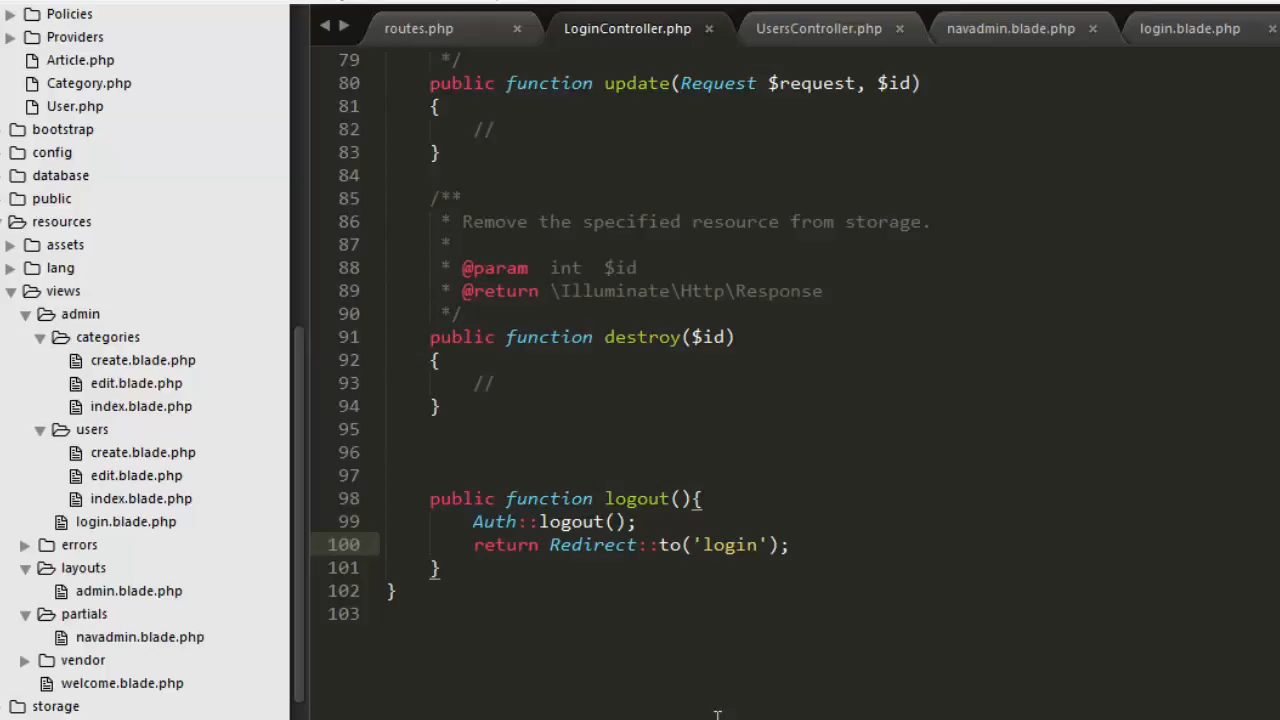 Policies
Providers
Article.php
Category.php
User.php
bootstrap
config
database
public
resources
assets
lang
views
admin
categories
create.blade.php
edit.blade.php
index.blade.php
users
create.blade.php
edit.blade.php
index.blade.php
login.blade.php
errors
layouts
admin.blade.php
partials
navadmin.blade.php
vendor
welcome.blade.php
storage
routes.php × LoginController.php × UsersController.php × navadmin.blade.php × login.blade.php ×
79 */
80 public function update(Request $request, $id)
81 {
82 //
83 }
84
85 /**
86 * Remove the specified resource from storage.
87 *
88 * @param  int  $id
89 * @return \Illuminate\Http\Response
90 */
91 public function destroy($id)
92 {
93 //
94 }
95
96
97
98 public function logout(){
99 Auth::logout();
100 return Redirect::to('login');
101 }
102 }
103